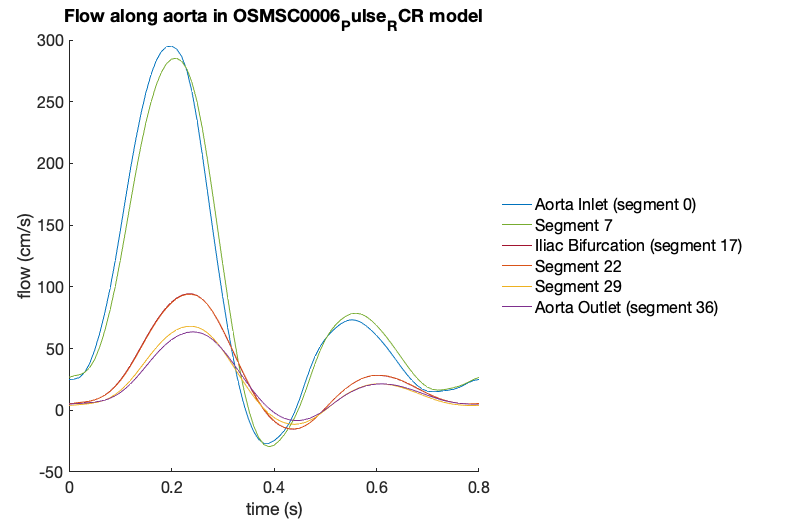 Flow along aorta in OSMSC0006PulseRCR model
300
250
200
150
100
50
0
-50
flow (cm/s)
0
0.2
0.4
0.6
0.8
time (s)
Aorta Inlet (segment 0)
Segment 7
Iliac Bifurcation (segment 17)
Segment 22
Segment 29
Aorta Outlet (segment 36)